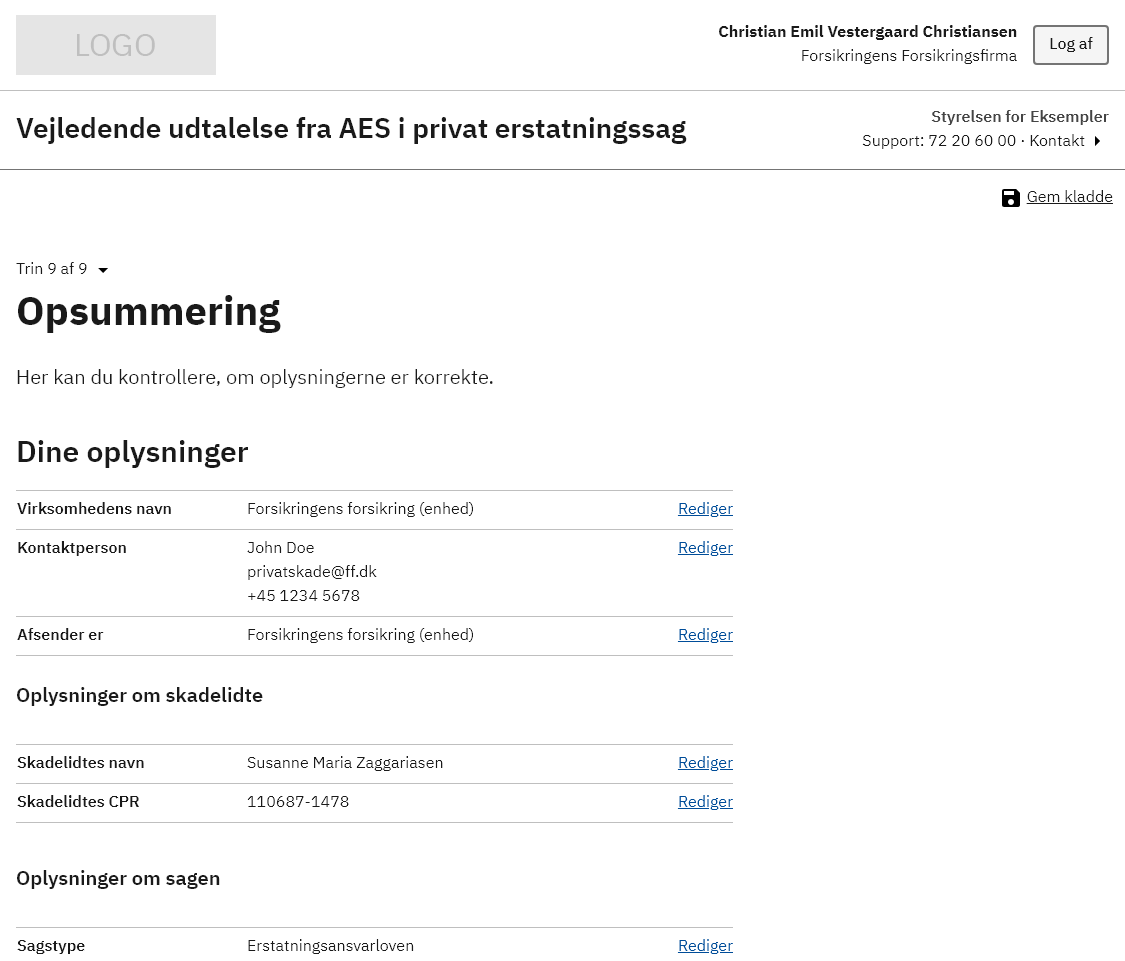 LOGO
Christian Emil Vestergaard Christiansen
Forsikringens Forsikringsfirma
Log af
Vejledende udtalelse fra AES i privat erstatningssag
Styrelsen for Eksempler
Support: 72 20 60 00 · Kontakt
Gem kladde
Trin 9 af 9
Opsummering
Her kan du kontrollere, om oplysningerne er korrekte.
Dine oplysninger
Virksomhedens navn Forsikringens forsikring (enhed) Rediger
Kontaktperson John Doe Rediger
privatskade@ff.dk
+45 1234 5678
Afsender er Forsikringens forsikring (enhed) Rediger
Oplysninger om skadelidte
Skadelidtes navn Susanne Maria Zaggariasen Rediger
Skadelidtes CPR 110687-1478 Rediger
Oplysninger om sagen
Sagstype Erstatningsansvarloven Rediger